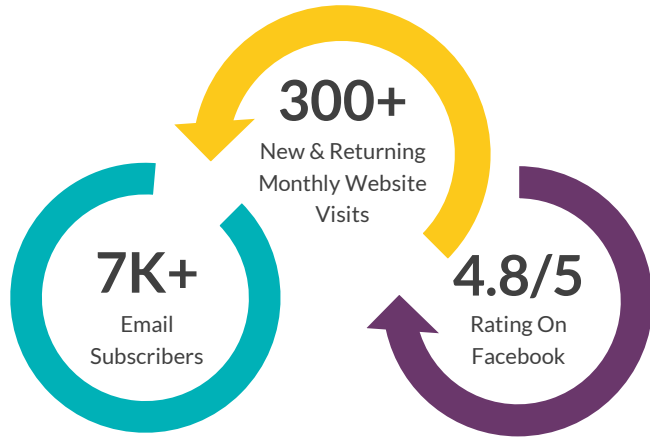 300+
New & Returning
Monthly Website
Visits
7K+
Email
Subscribers
4.8/5
Rating On
Facebook